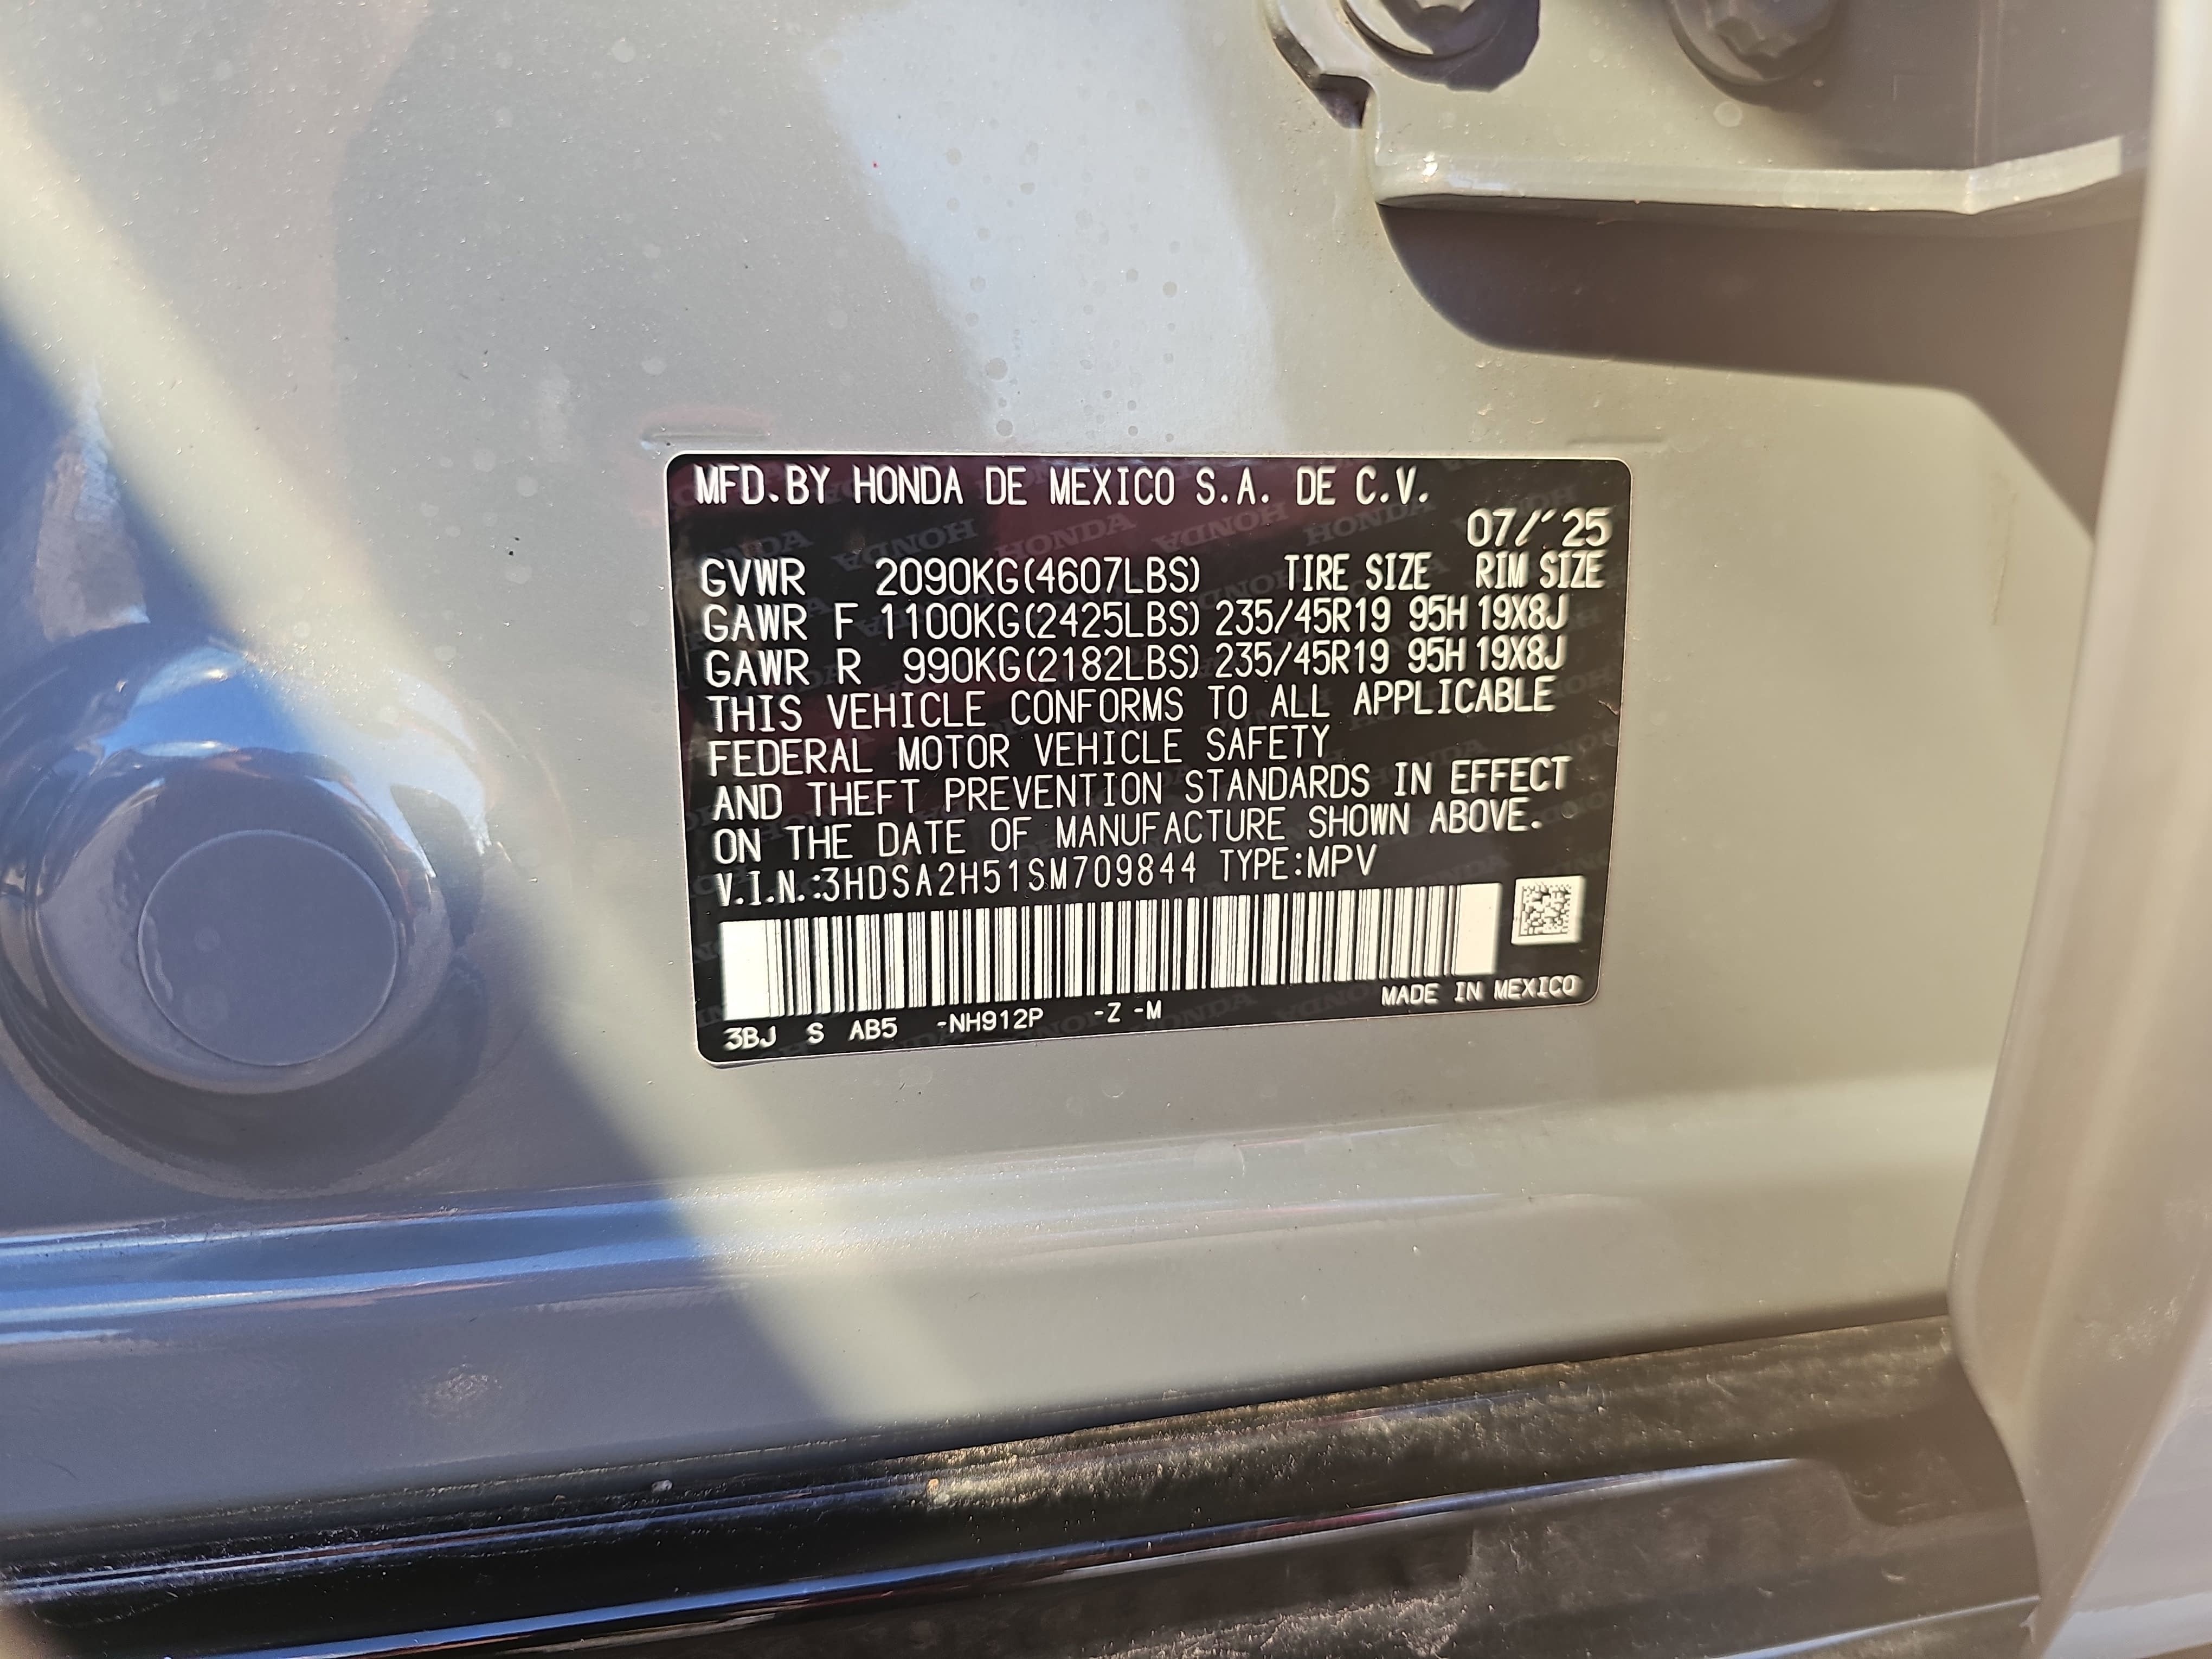 MFD.BY HONDA DE MEXICO S.A. DE C.V.
07/´25
GVWR 2090KG(4607LBS) TIRE SIZE RIM SIZE
GAWR F 1100KG(2425LBS) 235/45R19 95H 19X8J
GAWR R 990KG(2182LBS) 235/45R19 95H 19X8J
THIS VEHICLE CONFORMS TO ALL APPLICABLE
FEDERAL MOTOR VEHICLE SAFETY
AND THEFT PREVENTION STANDARDS IN EFFECT
ON THE DATE OF MANUFACTURE SHOWN ABOVE.
V.I.N.:3HDSA2H51SM709844 TYPE:MPV
MADE IN MEXICO
3BJ S AB5 -NH912P -Z -M